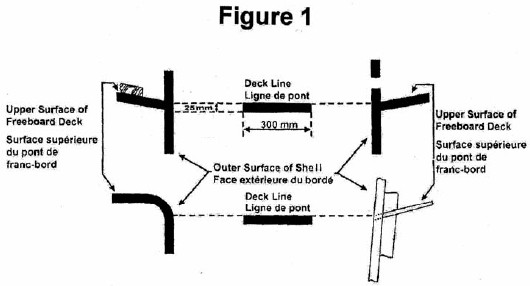 Figure 1
Deck Line
Ligne de pont
25mm
300 mm
Upper Surface of
Freeboard Deck
Surface supérieure
du pont de
franc-bord
Upper Surface of
Freeboard Deck
Surface supérieure
du pont de
franc-bord
Outer Surface of Shell
Face extérieure du bordé
Deck Line
Ligne de pont